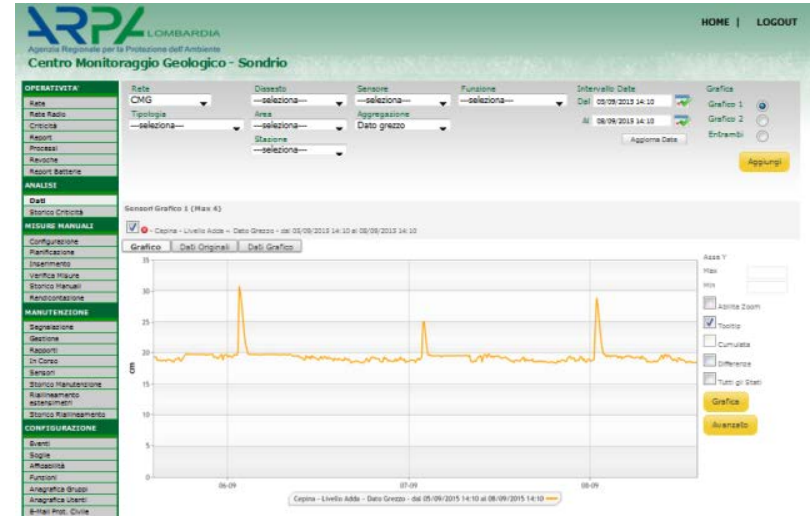 ARPA LOMBARDIA
Agenzia Regionale per la Protezione dell'Ambiente
Centro Monitoraggio Geologico - Sondrio
HOME | LOGOUT
OPERATIVITA'
Rete
Rete Radio
Criticità
Report
Processi
Revoche
Report Batterie
ANALISI
Dati
Storico Criticità
MISURE MANUALI
Configurazione
Pianificazione
Inserimento
Verifica Misure
Storico Manuali
Rendicontazione
MANUTENZIONE
Segnalazione
Gestione
Rapporti
In Corso
Sensori
Storico Manutenzione
Riallineamento
estensimetri
Storico Riallineamento
CONFIGURAZIONE
Eventi
Soglie
Affidabilità
Funzioni
Anagrafica Gruppi
Anagrafica Utenti
E-Mail Prot. Civile
Rete Dissesto Sensore Funzione Intervallo Date Grafico
CMG ---seleziona--- ---seleziona--- ---seleziona--- Dal 05/09/2015 14:10 Grafico 1
Tipologia Area Aggregazione
---seleziona--- ---seleziona--- Dato grezzo Al 08/09/2015 14:10 Grafico 2
Stazione Aggiorna Date Entrambi
---seleziona---
Aggiungi
Sensori Grafico 1 (Max 4)
- Cepina - Livello Adda - Dato Grezzo - dal 05/09/2015 14:10 al 08/09/2015 14:10
Grafico Dati Originali Dati Grafico
35
30
25
20
15
10
5
0
cm
06-09 07-09 08-09
Cepina - Livello Adda - Dato Grezzo - dal 05/09/2015 14:10 al 08/09/2015 14:10
Asse Y
Max
Min
Abilita Zoom
Tooltip
Cumulata
Differenze
Tutti gli Stati
Grafica
Avanzato